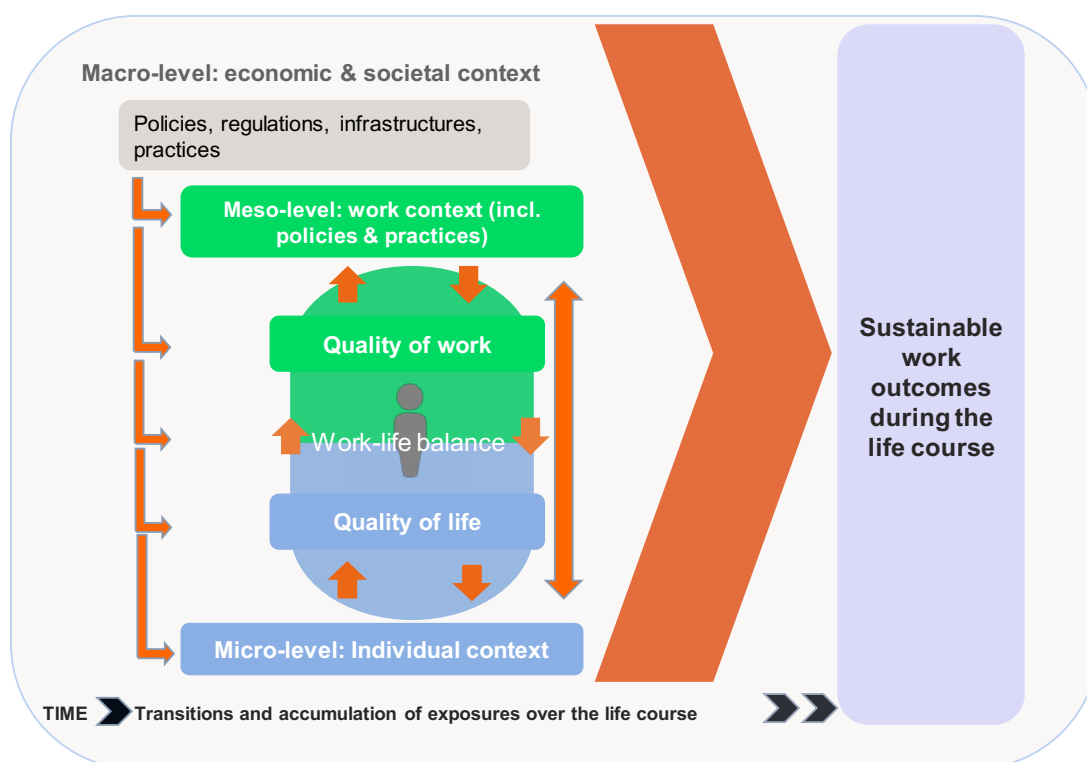 Macro-level: economic & societal context
Policies, regulations, infrastructures,
practices
Meso-level: work context (incl.
policies & practices)
Quality of work
Work-life balance
Quality of life
Micro-level: Individual context
Sustainable
work
outcomes
during the
life course
TIME Transitions and accumulation of exposures over the life course